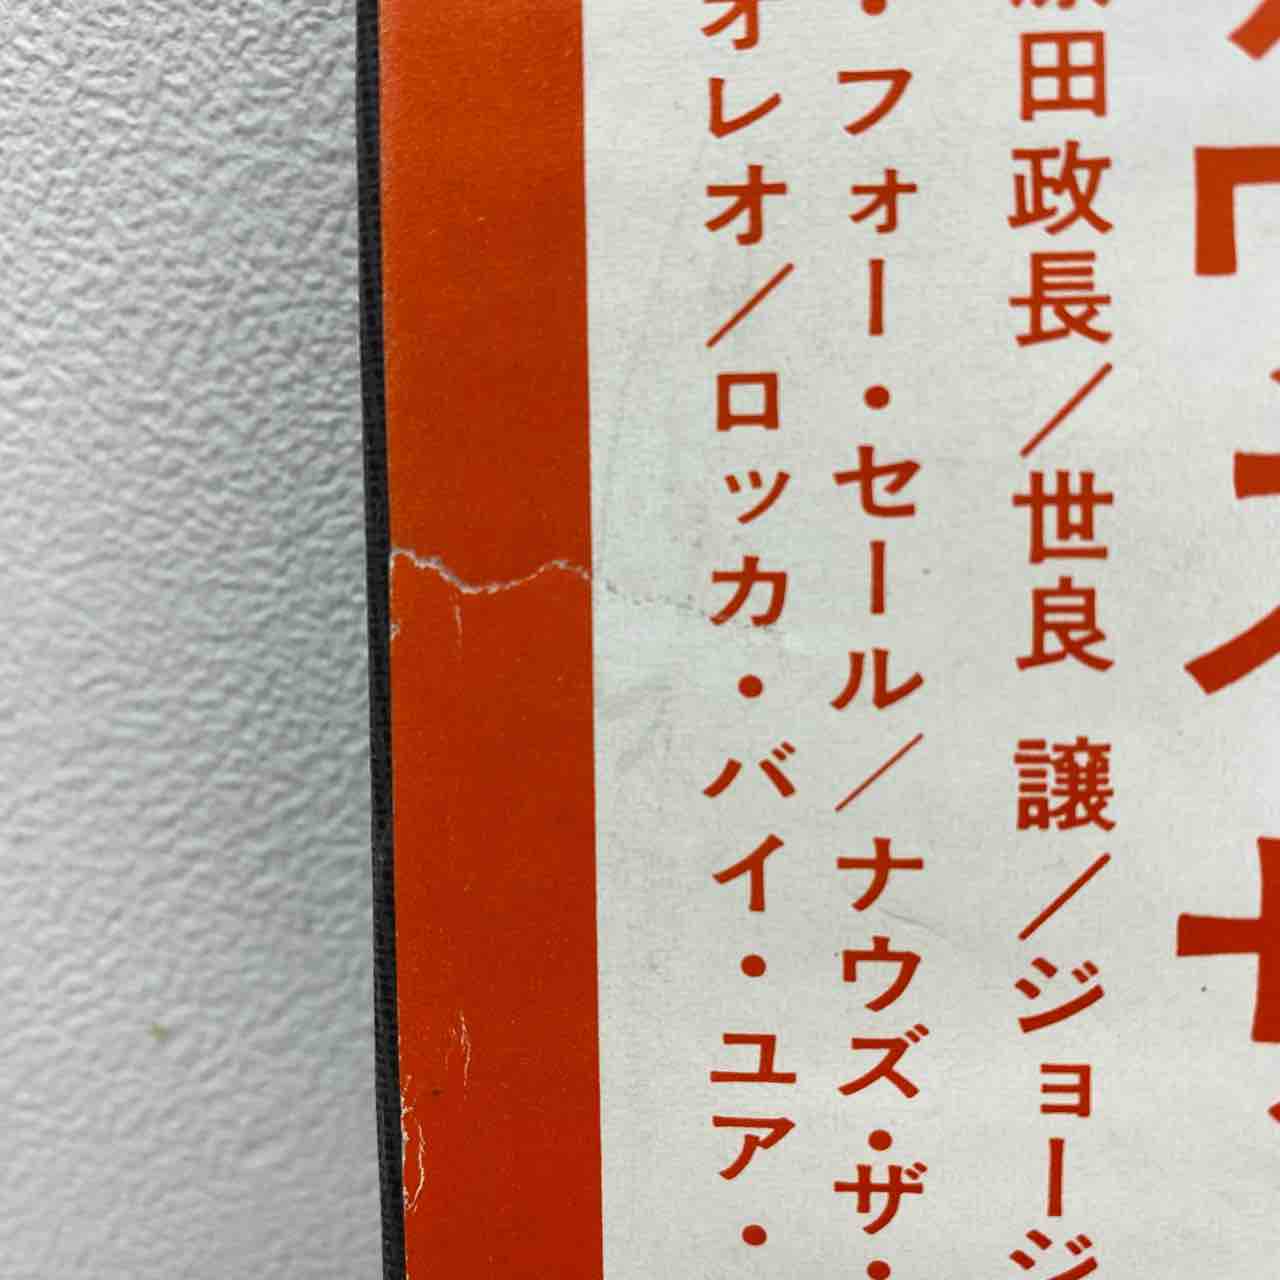 田政長／世良 譲／ジョージ
・フォー・セール／ナウズ・ザ・
オレオ／ロッカ・バイ・ユア・